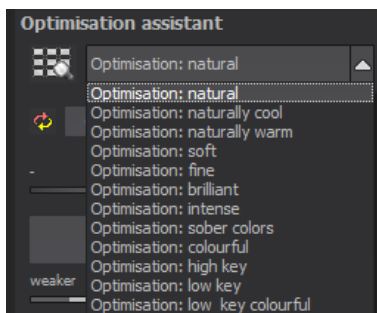 Optimisation assistant
Optimisation: natural
Optimisation: natural
Optimisation: naturally cool
Optimisation: naturally warm
Optimisation: soft
-
Optimisation: fine
Optimisation: brilliant
Optimisation: intense
Optimisation: sober colors
Optimisation: colourful
Optimisation: high key
weaker
Optimisation: low key
Optimisation: low key colourful